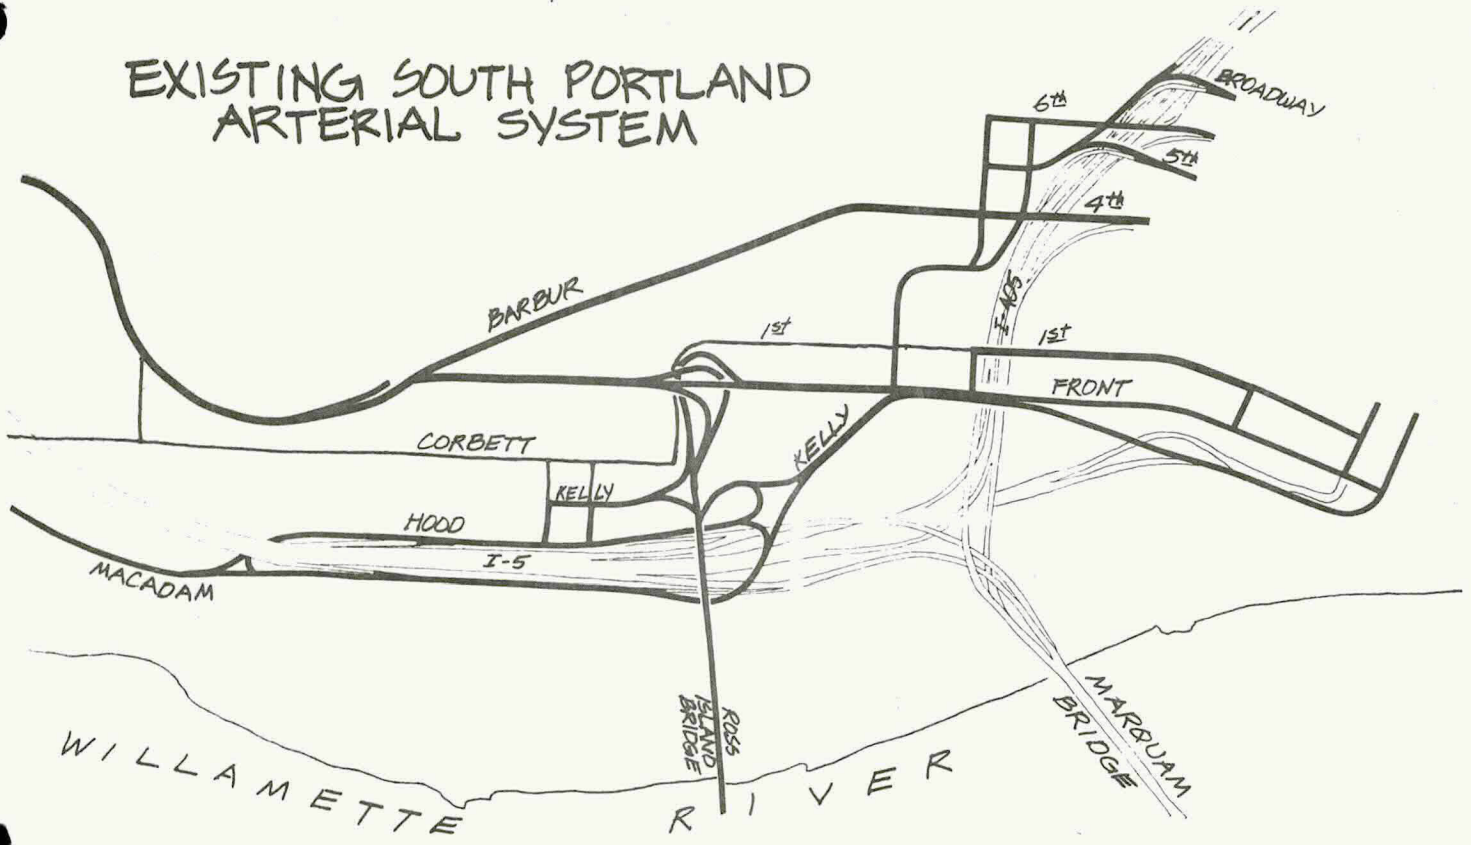 EXISTING SOUTH PORTLAND
ARTERIAL SYSTEM
BROADWAY
6th
5th
4th
BARBUR
I-405
1st
1st
FRONT
CORBETT
KELLY
KELLY
HOOD
I-5
MACADAM
ROSS
ISLAND
BRIDGE
MARQUAM
BRIDGE
WILLAMETTE RIVER